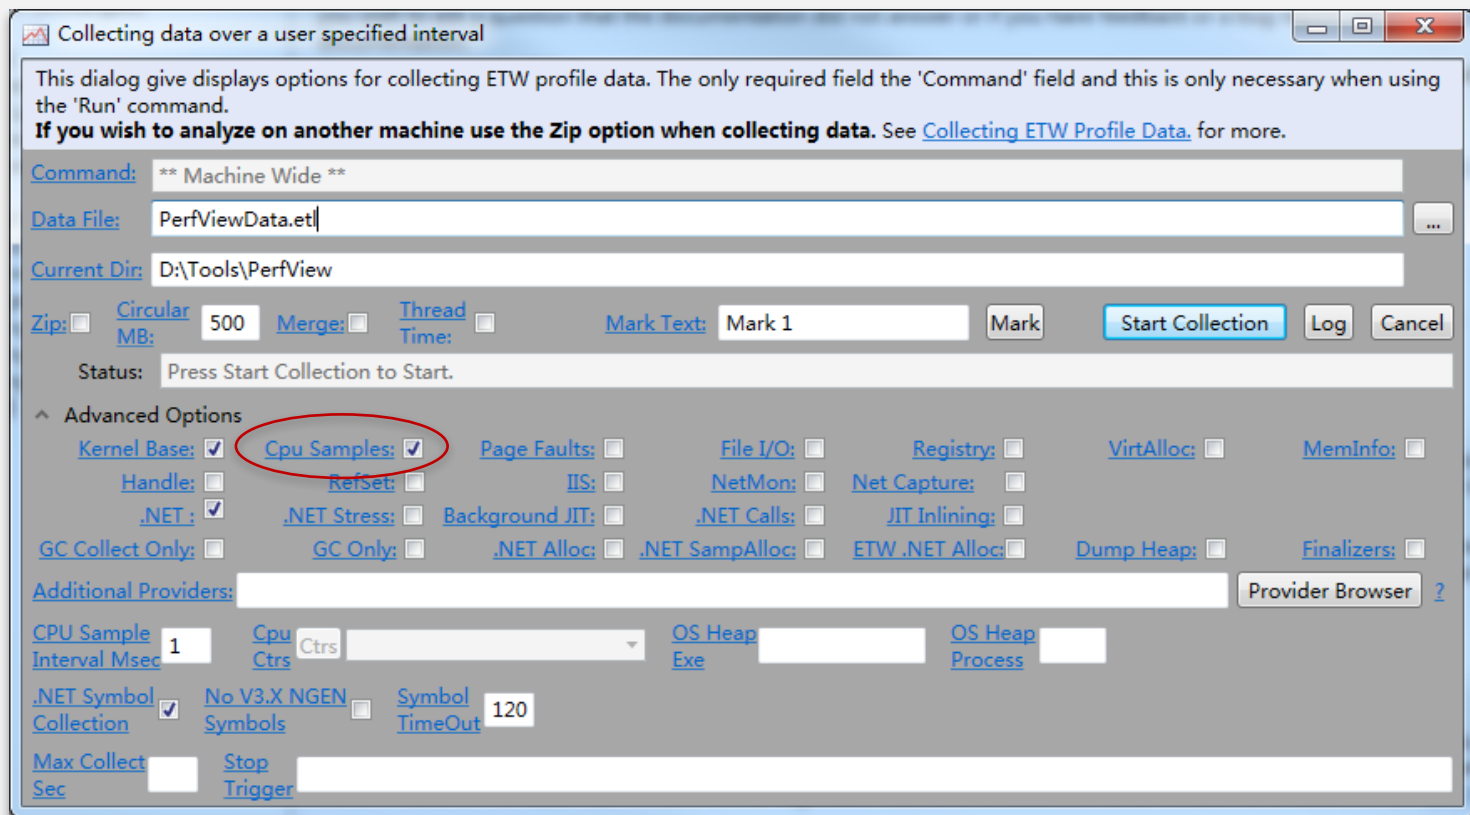 Collecting data over a user specified interval
This dialog give displays options for collecting ETW profile data. The only required field the 'Command' field and this is only necessary when using
the 'Run' command.
If you wish to analyze on another machine use the Zip option when collecting data. See Collecting ETW Profile Data. for more.
Command: ** Machine Wide **
Data File: PerfViewData.etl ...
Current Dir: D:\Tools\PerfView
Zip: Circular MB: 500 Merge: Thread Time: Mark Text: Mark 1 Mark Start Collection Log Cancel
Status: Press Start Collection to Start.
Advanced Options
Kernel Base: Cpu Samples: Page Faults: File I/O: Registry: VirtAlloc: MemInfo:
Handle: RefSet: IIS: NetMon: Net Capture:
.NET : .NET Stress: Background JIT: .NET Calls: JIT Inlining:
GC Collect Only: GC Only: .NET Alloc: .NET SampAlloc: ETW .NET Alloc: Dump Heap: Finalizers:
Additional Providers: Provider Browser ?
CPU Sample Interval Msec 1 Cpu Ctrs Ctrs OS Heap Exe OS Heap Process
.NET Symbol Collection No V3.X NGEN Symbols Symbol TimeOut 120
Max Collect Sec Stop Trigger